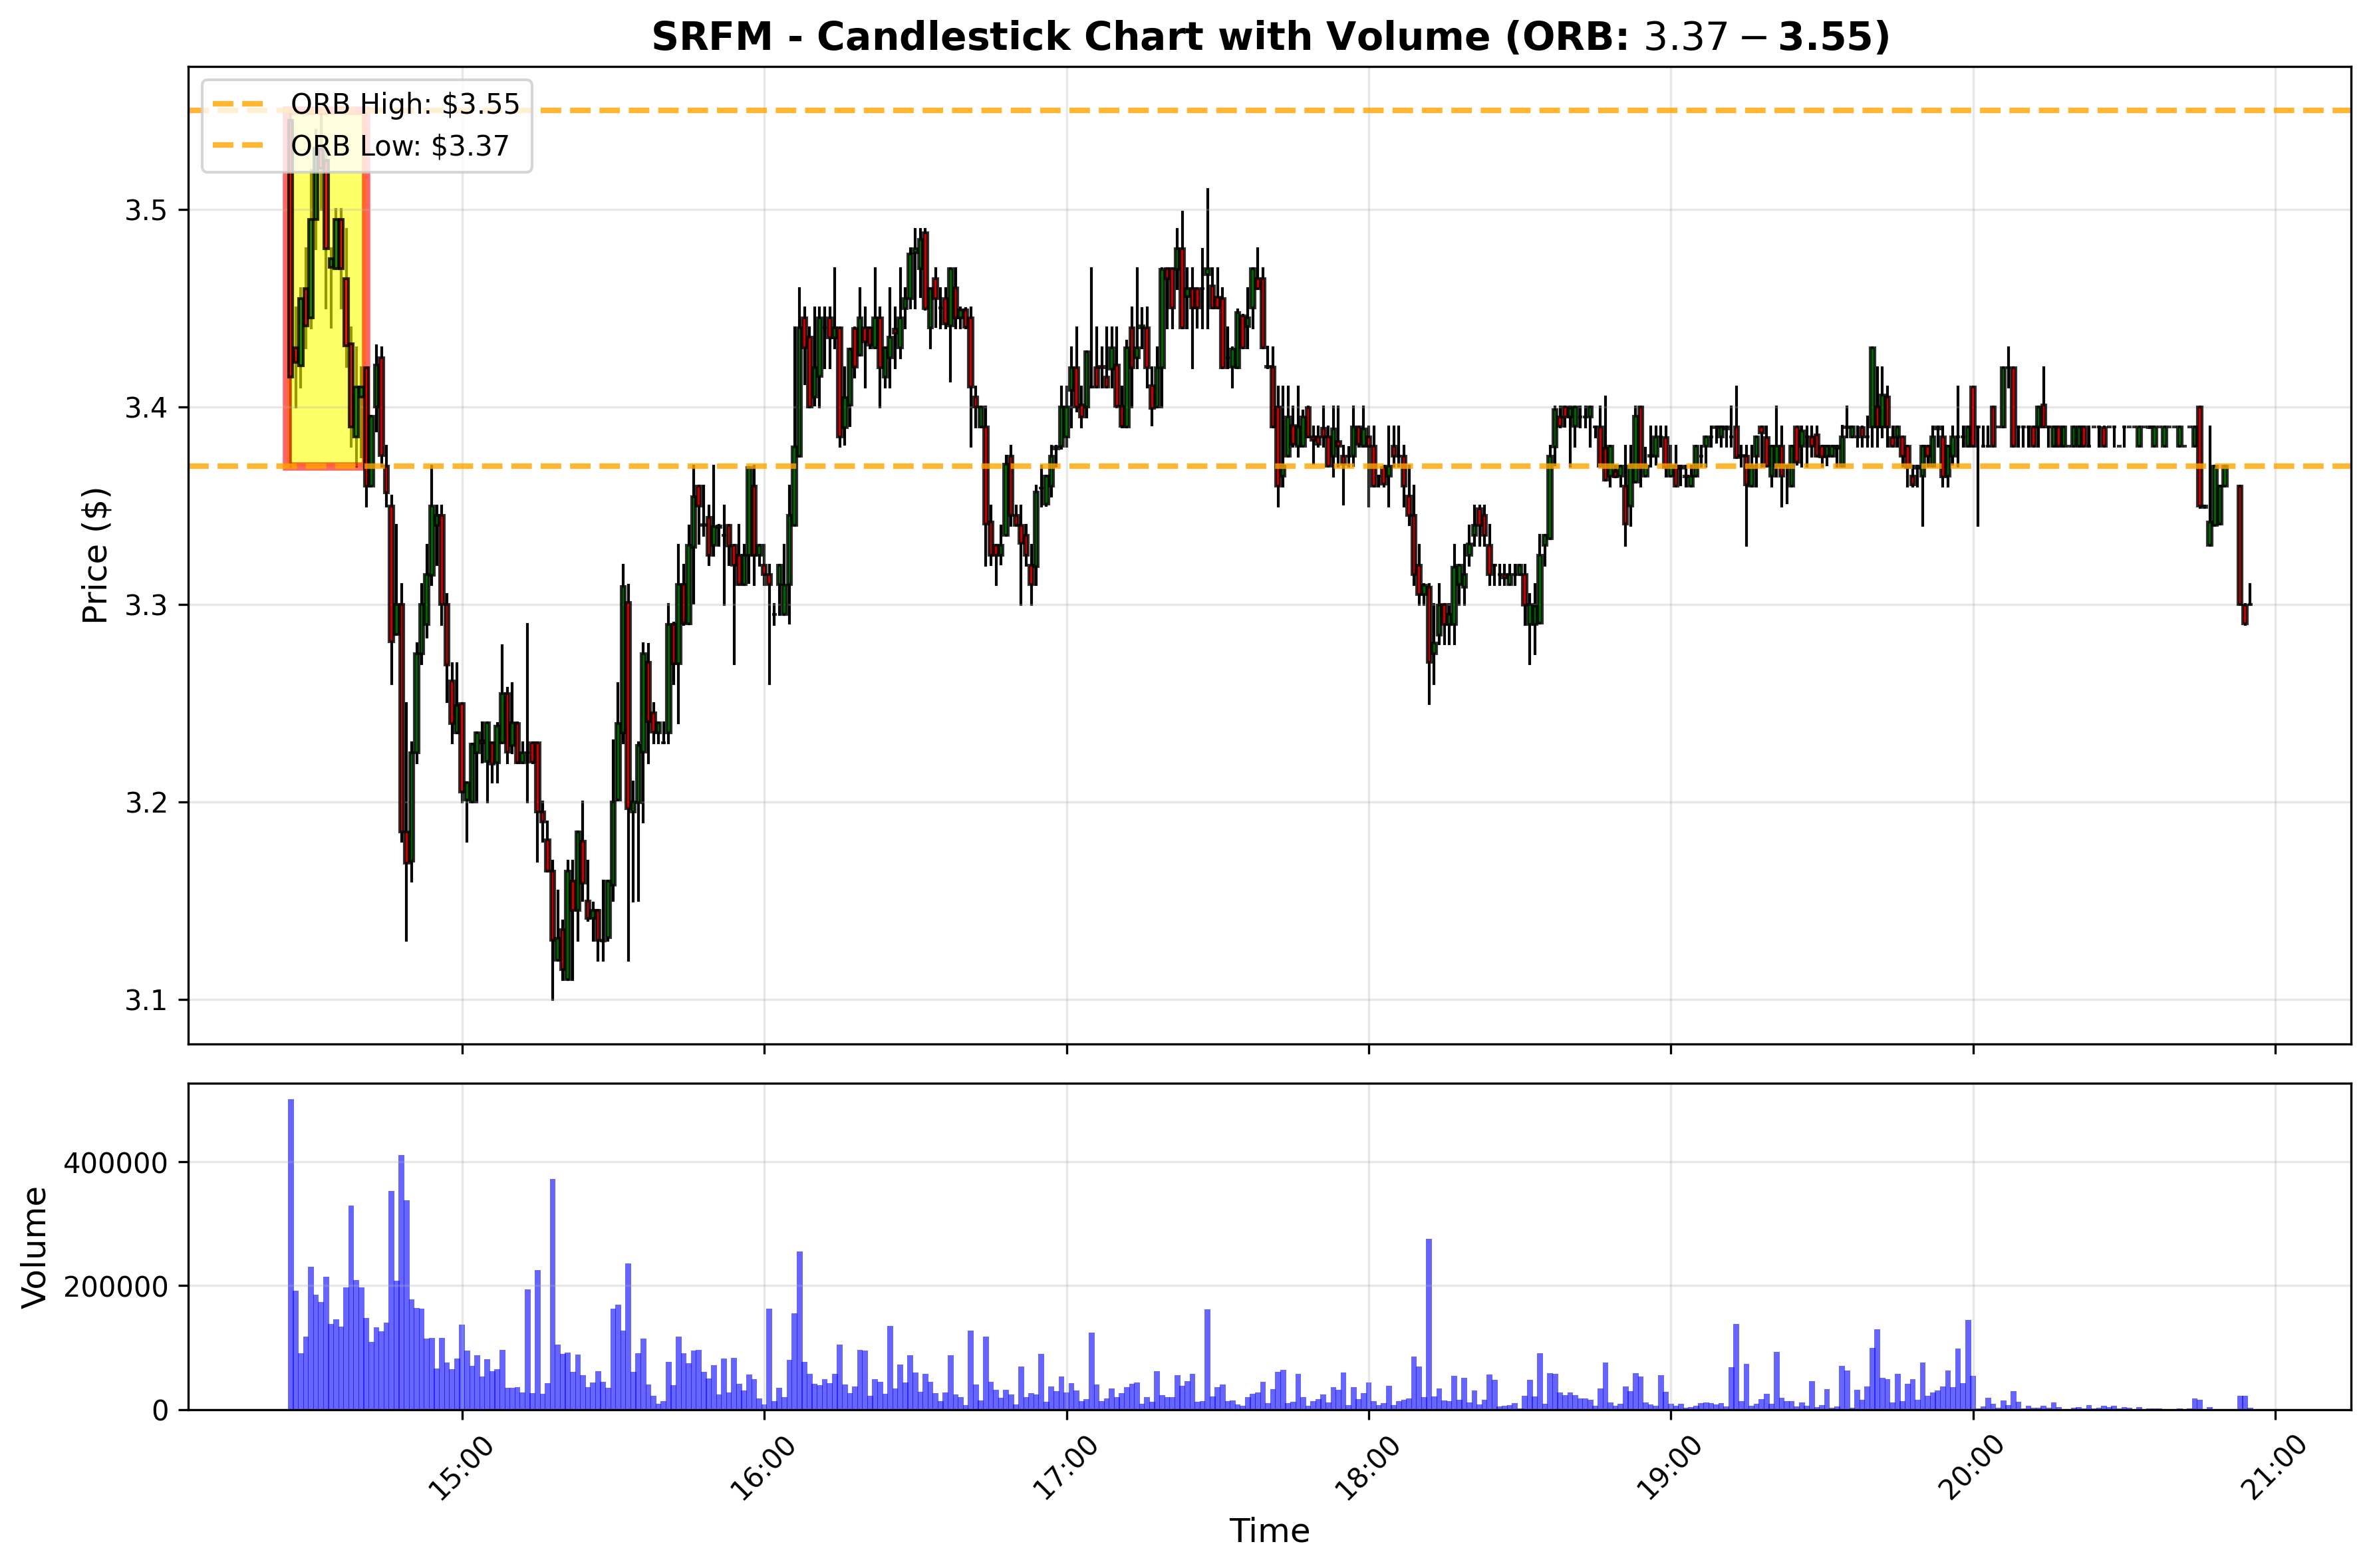 SRFM - Candlestick Chart with Volume (ORB: 3.37 − 3.55)
ORB High: $3.55
ORB Low: $3.37
Price ($)
3.5
3.4
3.3
3.2
3.1
Volume
400000
200000
0
15:00
16:00
17:00
18:00
19:00
20:00
21:00
Time